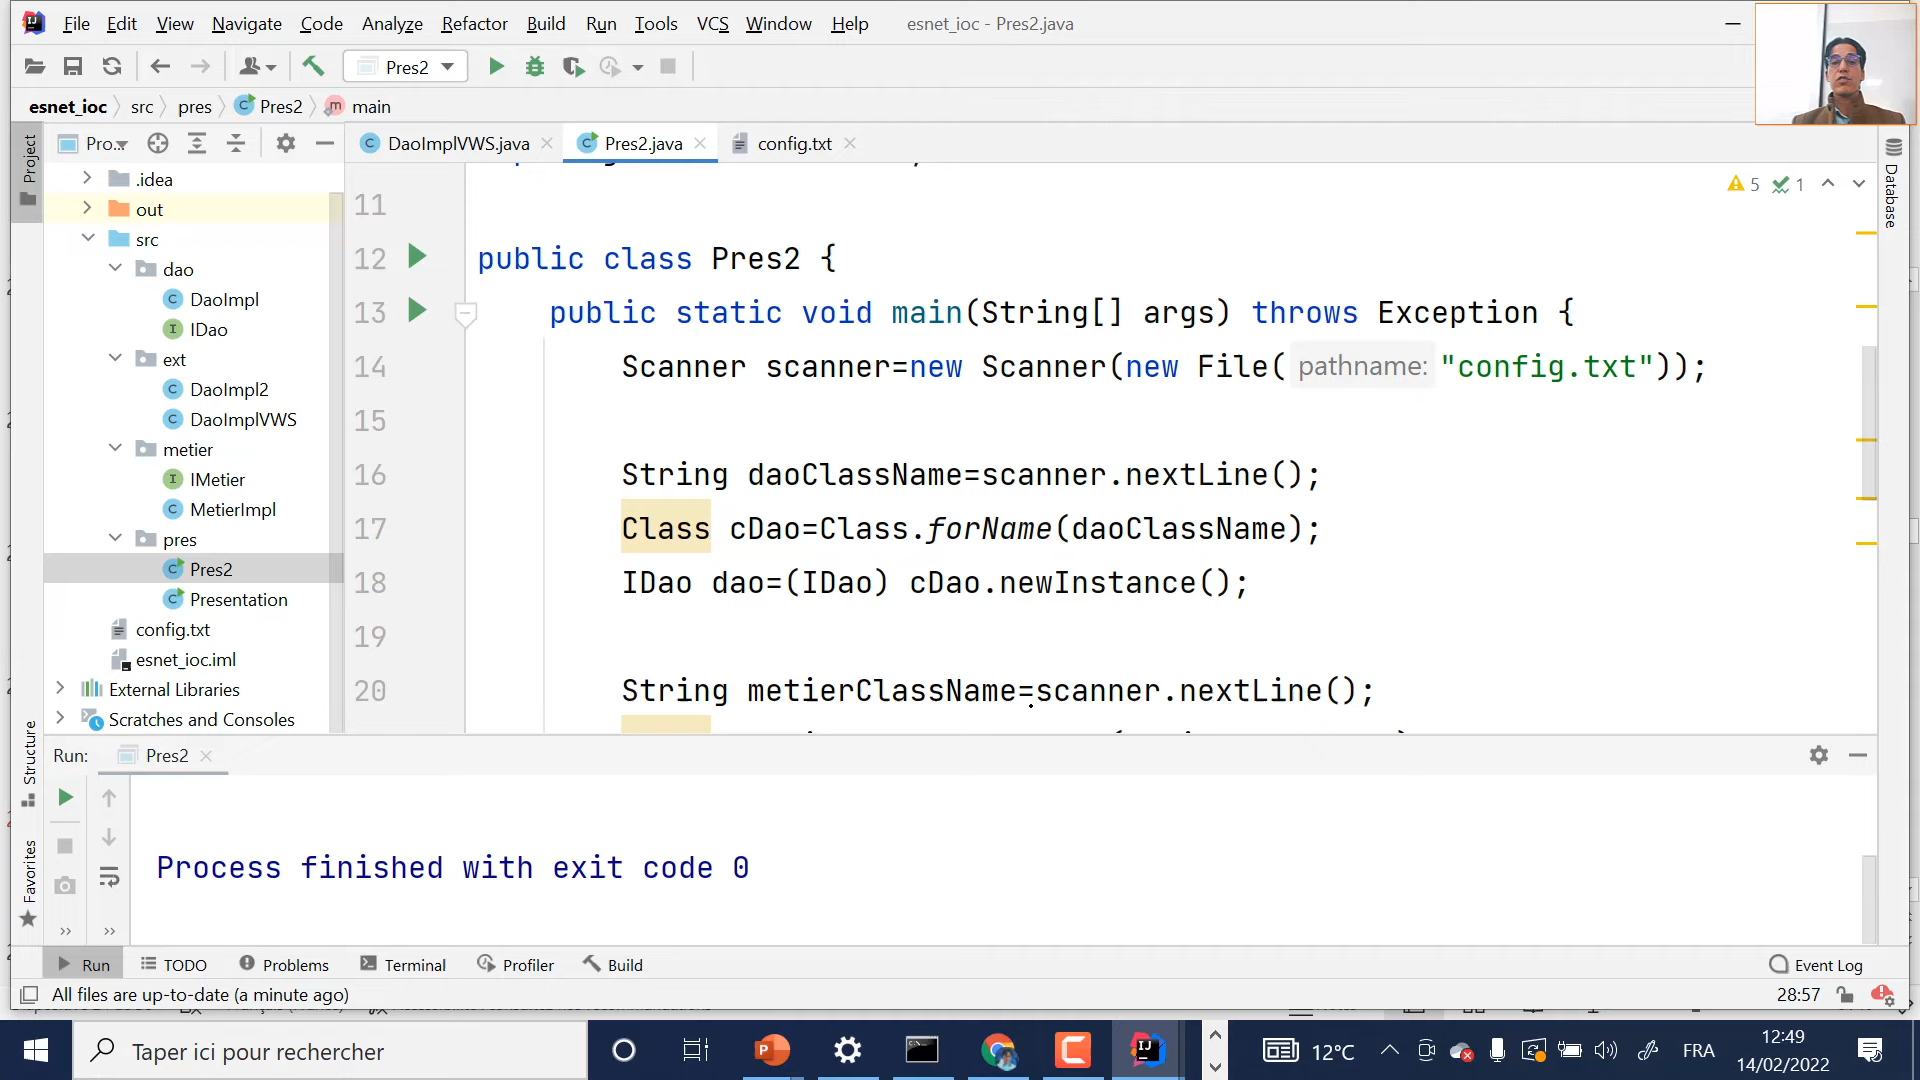 File Edit View Navigate Code Analyze Refactor Build Run Tools VCS Window Help esnet_ioc - Pres2.java
Pres2
esnet_ioc src pres Pres2 main
Project
Pro...
DaoImplVWS.java Pres2.java config.txt
.idea
out
src
dao
DaoImpl
IDao
ext
DaoImpl2
DaoImplVWS
metier
IMetier
MetierImpl
pres
Pres2
Presentation
config.txt
esnet_ioc.iml
External Libraries
Scratches and Consoles
5 1
Database
11
12 public class Pres2 {
13 public static void main(String[] args) throws Exception {
14 Scanner scanner=new Scanner(new File( pathname: "config.txt"));
15
16 String daoClassName=scanner.nextLine();
17 Class cDao=Class.forName(daoClassName);
18 IDao dao=(IDao) cDao.newInstance();
19
20 String metierClassName=scanner.nextLine();
Structure
Favorites
Run: Pres2
Process finished with exit code 0
Run TODO Problems Terminal Profiler Build Event Log
All files are up-to-date (a minute ago) 28:57
Taper ici pour rechercher
12°C FRA
12:49
14/02/2022